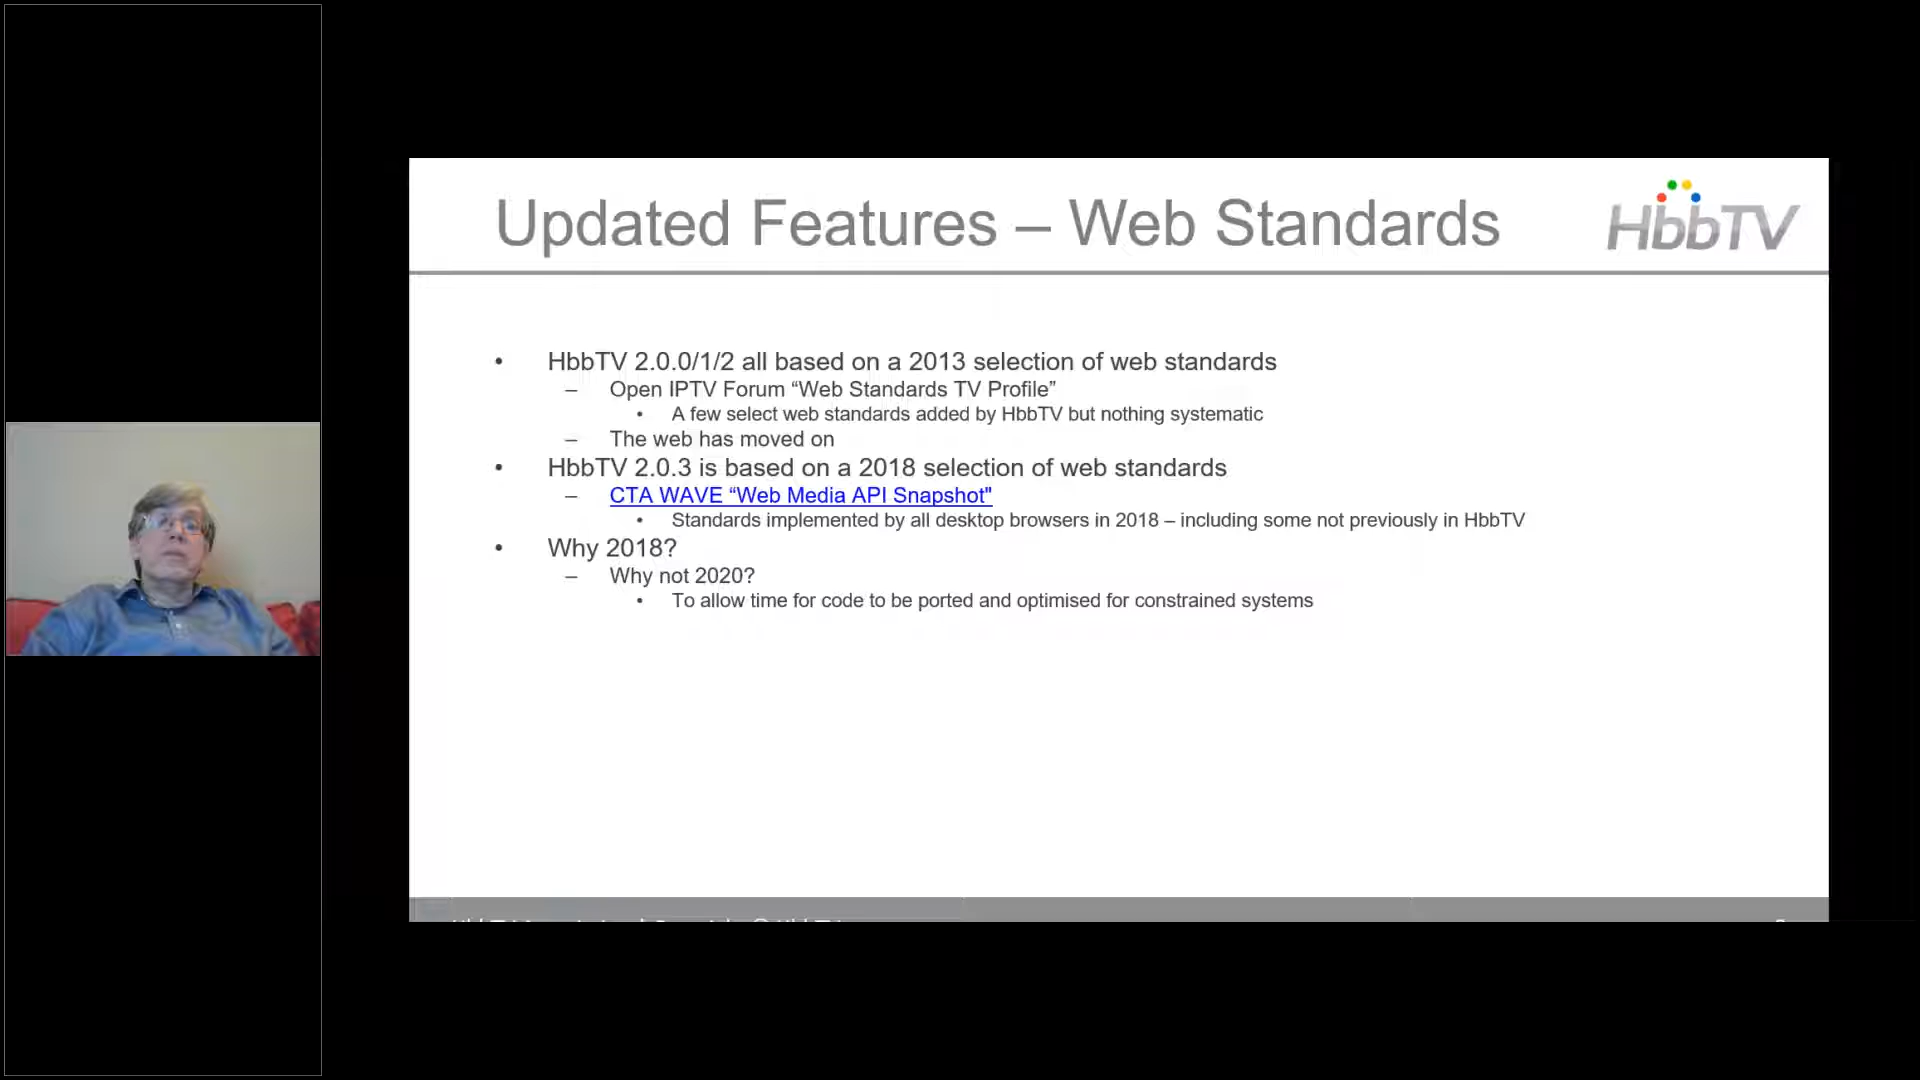 Updated Features – Web Standards
HbbTV
• HbbTV 2.0.0/1/2 all based on a 2013 selection of web standards
– Open IPTV Forum “Web Standards TV Profile”
• A few select web standards added by HbbTV but nothing systematic
– The web has moved on
• HbbTV 2.0.3 is based on a 2018 selection of web standards
– CTA WAVE “Web Media API Snapshot"
• Standards implemented by all desktop browsers in 2018 – including some not previously in HbbTV
• Why 2018?
– Why not 2020?
• To allow time for code to be ported and optimised for constrained systems